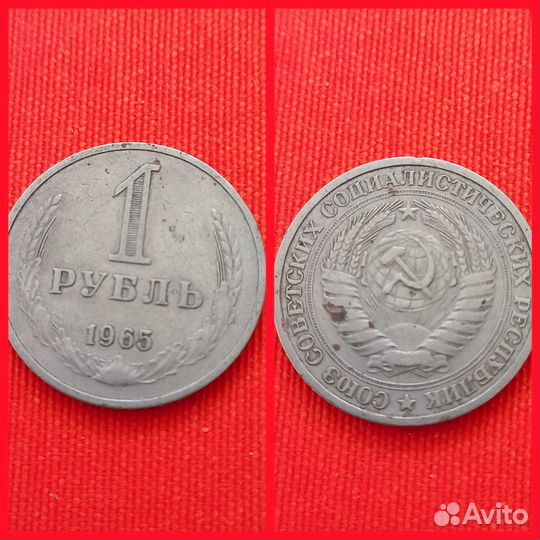 1
РУБЛЬ
1965
СОЮЗ СОВЕТСКИХ СОЦИАЛИСТИЧЕСКИХ РЕСПУБЛИК
Avito